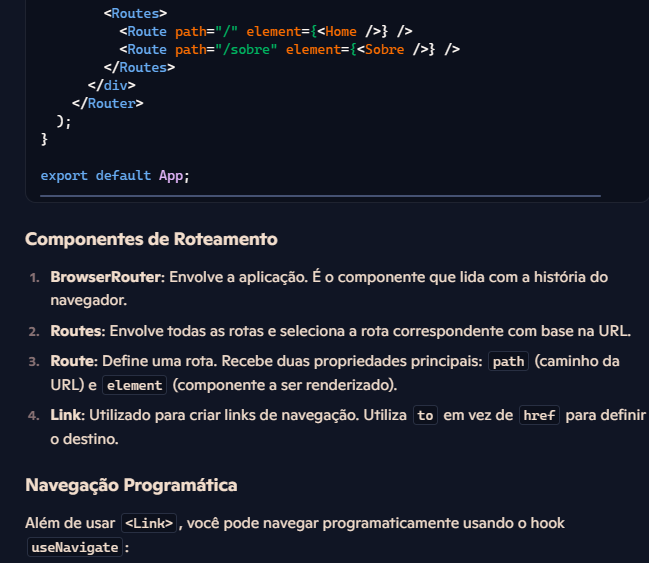 <Routes>
<Route path="/" element={<Home />} />
<Route path="/sobre" element={<Sobre />} />
</Routes>
</div>
</Router>
);
}
export default App;
Componentes de Roteamento
1. BrowserRouter: Envolve a aplicação. É o componente que lida com a história do
navegador.
2. Routes: Envolve todas as rotas e seleciona a rota correspondente com base na URL.
3. Route: Define uma rota. Recebe duas propriedades principais: path (caminho da
URL) e element (componente a ser renderizado).
4. Link: Utilizado para criar links de navegação. Utiliza to em vez de href para definir
o destino.
Navegação Programática
Além de usar <Link>, você pode navegar programaticamente usando o hook
useNavigate: